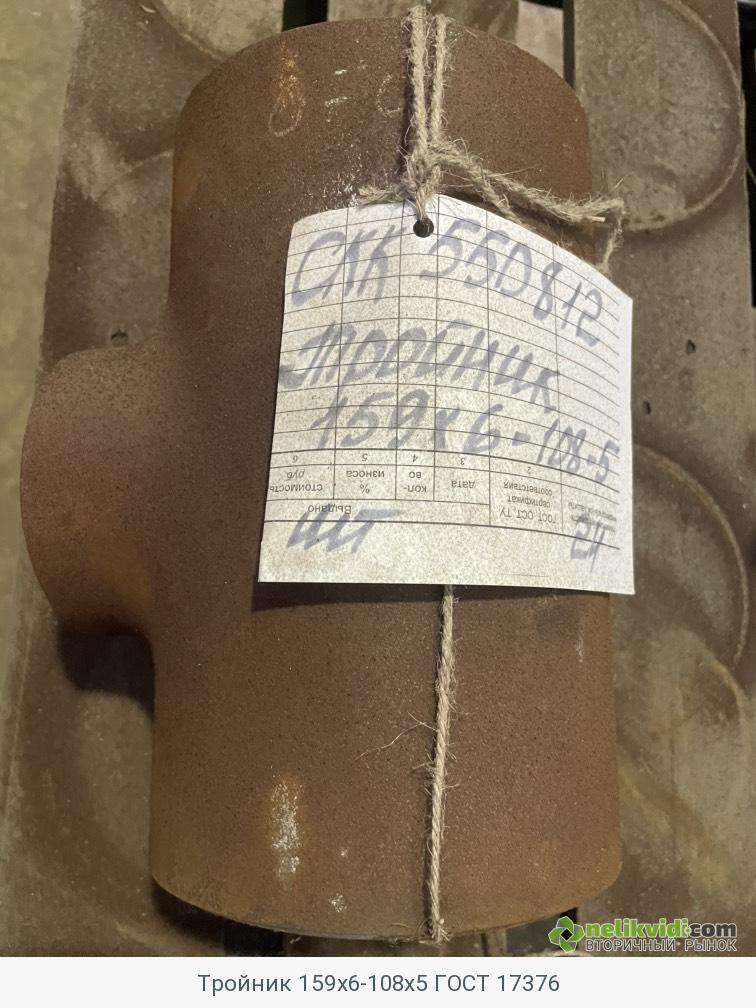 СКК 550812
тройник
159х6-108-5
6 5 4 3 2
стоимость руб % износа кол- во дата ГОСТ, ОСТ, ТУ сертификат соответствия
Выдано
шт
nelikvidi.com
ВТОРИЧНЫЙ РЫНОК
Тройник 159х6-108х5 ГОСТ 17376